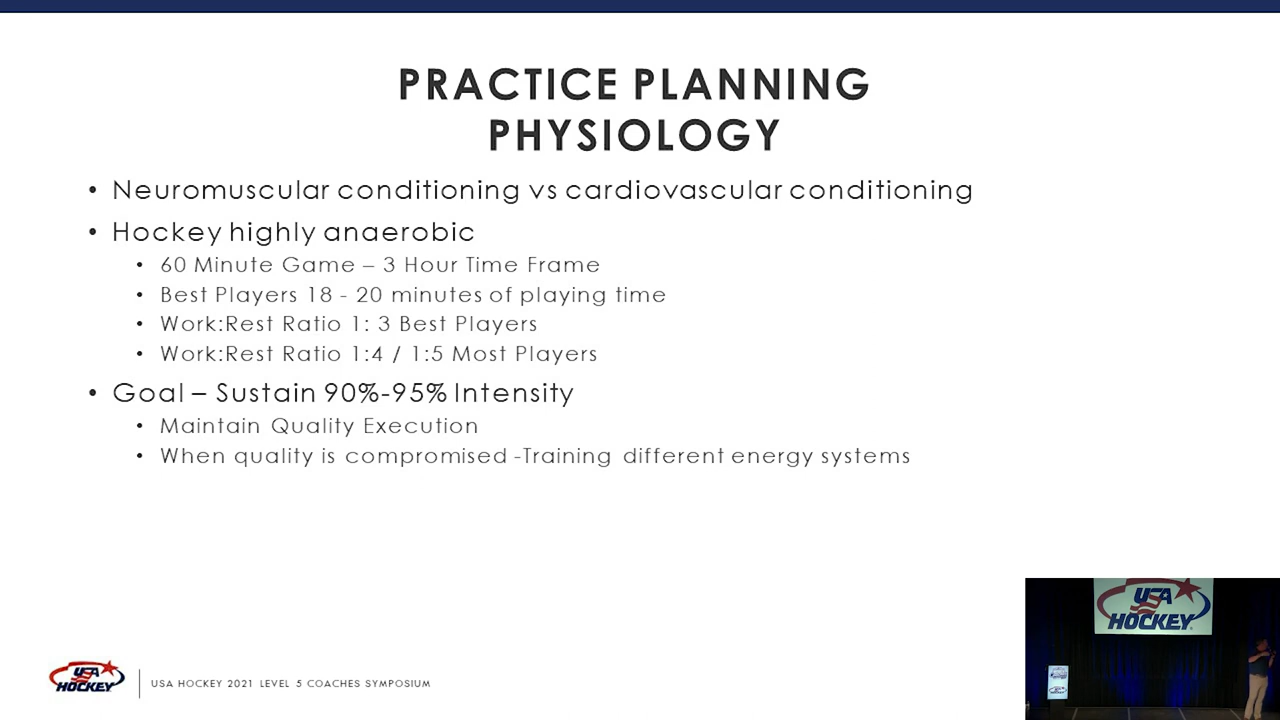 PRACTICE PLANNING
PHYSIOLOGY
• Neuromuscular conditioning vs cardiovascular conditioning
• Hockey highly anaerobic
• 60 Minute Game – 3 Hour Time Frame
• Best Players 18 - 20 minutes of playing time
• Work:Rest Ratio 1: 3 Best Players
• Work:Rest Ratio 1:4 / 1:5 Most Players
• Goal – Sustain 90%-95% Intensity
• Maintain Quality Execution
• When quality is compromised -Training different energy systems
USA
HOCKEY
USA HOCKEY 2021 LEVEL 5 COACHES SYMPOSIUM
USA
HOCKEY